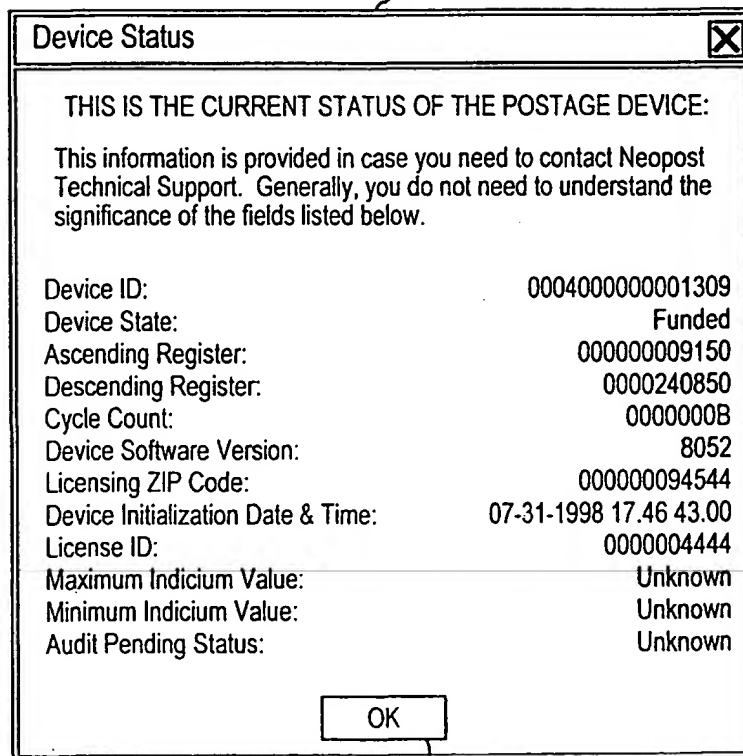 Device Status
THIS IS THE CURRENT STATUS OF THE POSTAGE DEVICE:
This information is provided in case you need to contact Neopost
Technical Support. Generally, you do not need to understand the
significance of the fields listed below.
Device ID: 0004000000001309
Device State: Funded
Ascending Register: 000000009150
Descending Register: 0000240850
Cycle Count: 0000000B
Device Software Version: 8052
Licensing ZIP Code: 000000094544
Device Initialization Date & Time: 07-31-1998 17.46 43.00
License ID: 0000004444
Maximum Indicium Value: Unknown
Minimum Indicium Value: Unknown
Audit Pending Status: Unknown
OK